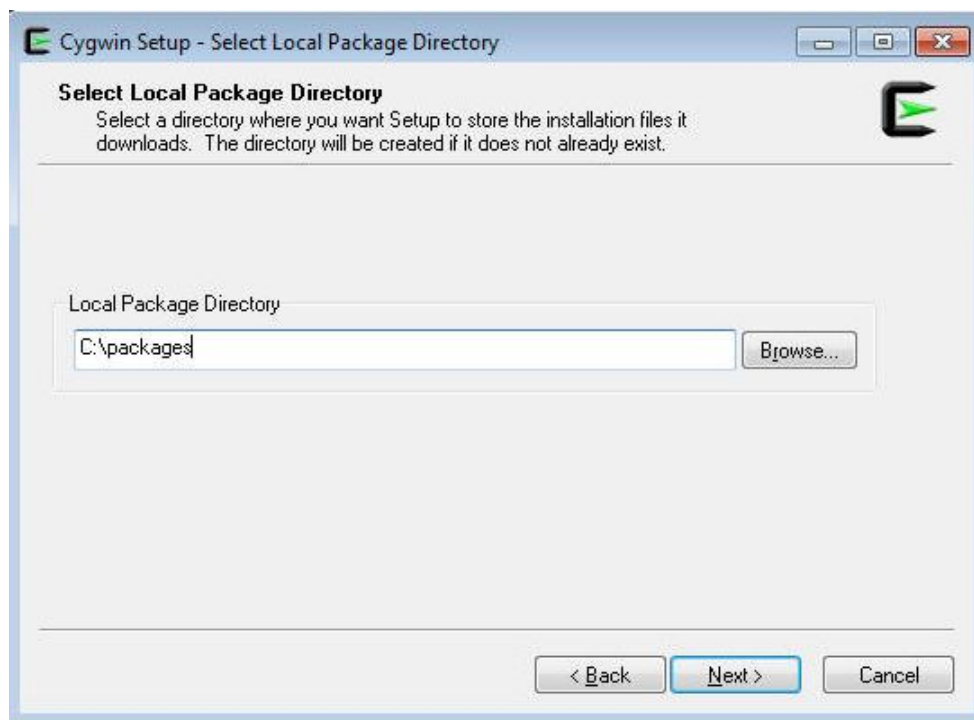 Cygwin Setup - Select Local Package Directory
Select Local Package Directory
Select a directory where you want Setup to store the installation files it
downloads. The directory will be created if it does not already exist.
Local Package Directory
C:\packages
Browse...
< Back
Next >
Cancel